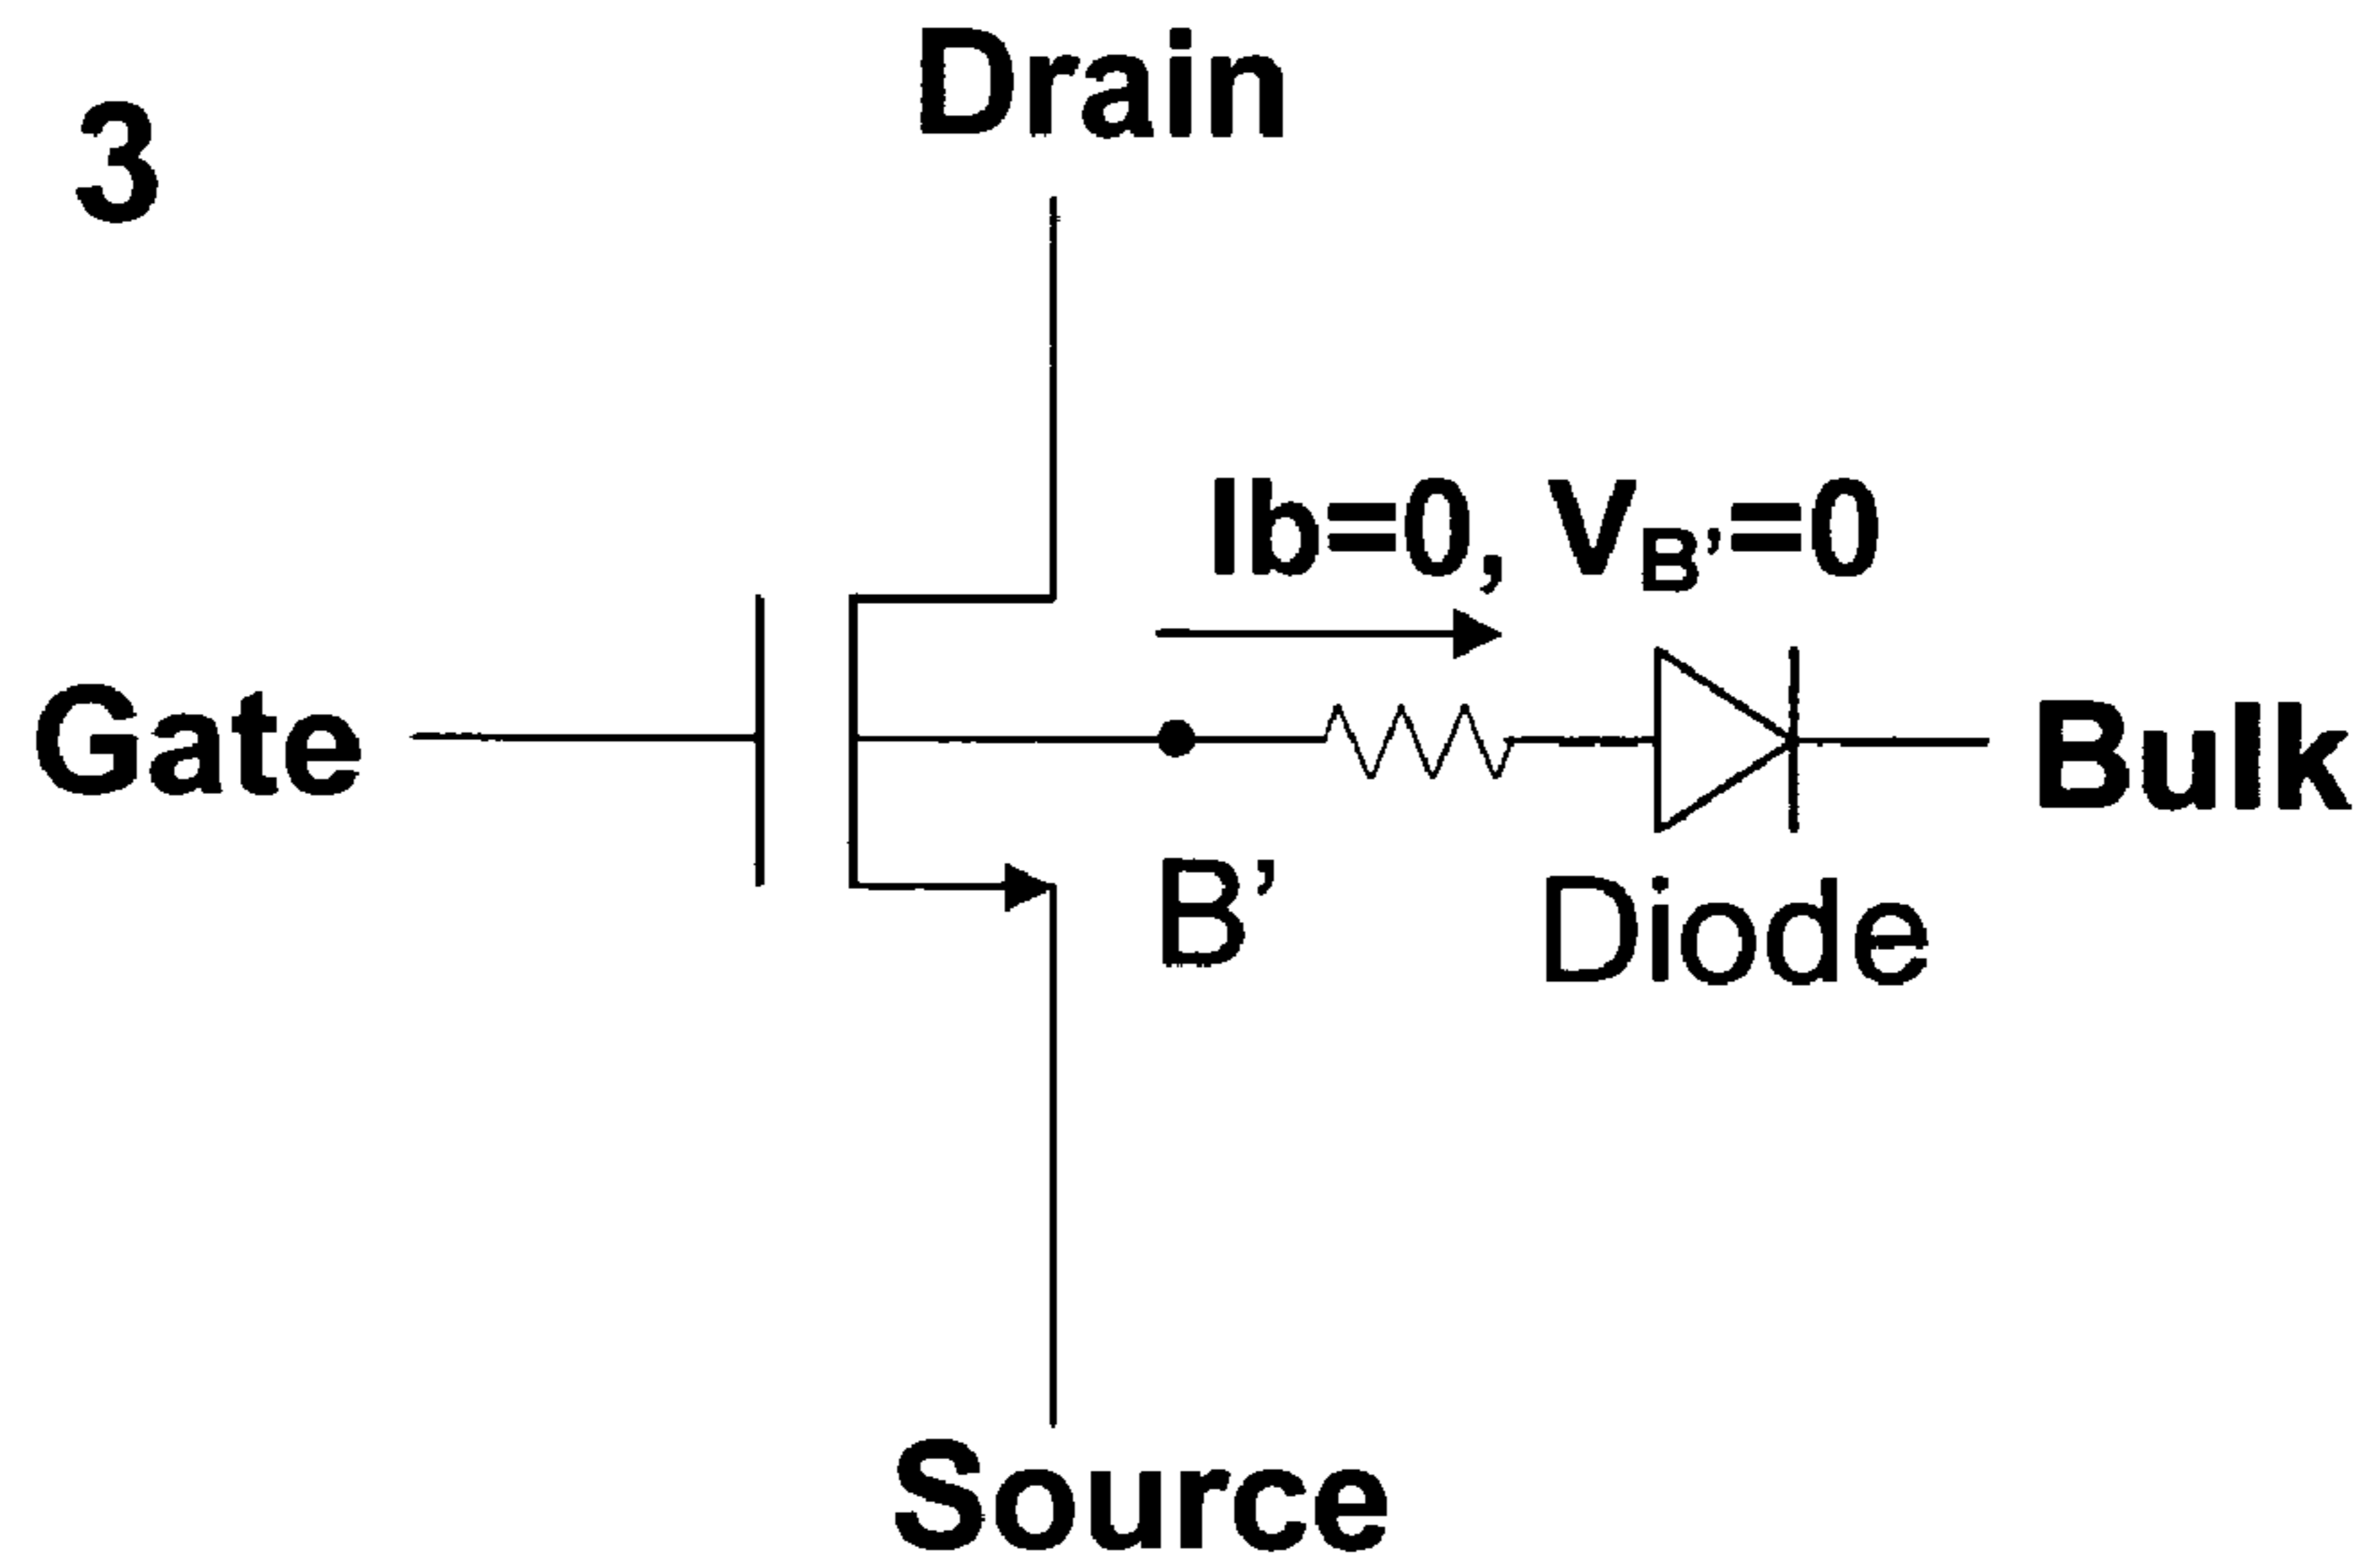 3
Drain
Ib=0, VB’=0
Gate
Bulk
B’
Diode
Source